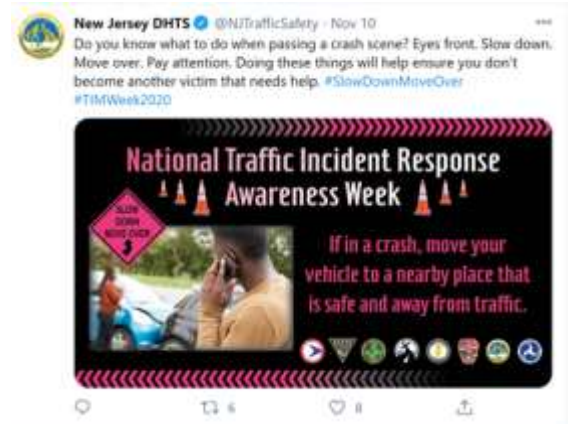 New Jersey DHTS @NJTrafficSafety · Nov 10
Do you know what to do when passing a crash scene? Eyes front. Slow down.
Move over. Pay attention. Doing these things will help ensure you don't
become another victim that needs help. #SlowDownMoveOver
#TIMWeek2020
National Traffic Incident Response
Awareness Week
SLOW
DOWN
MOVE OVER
If in a crash, move your
vehicle to a nearby place that
is safe and away from traffic.
6 8